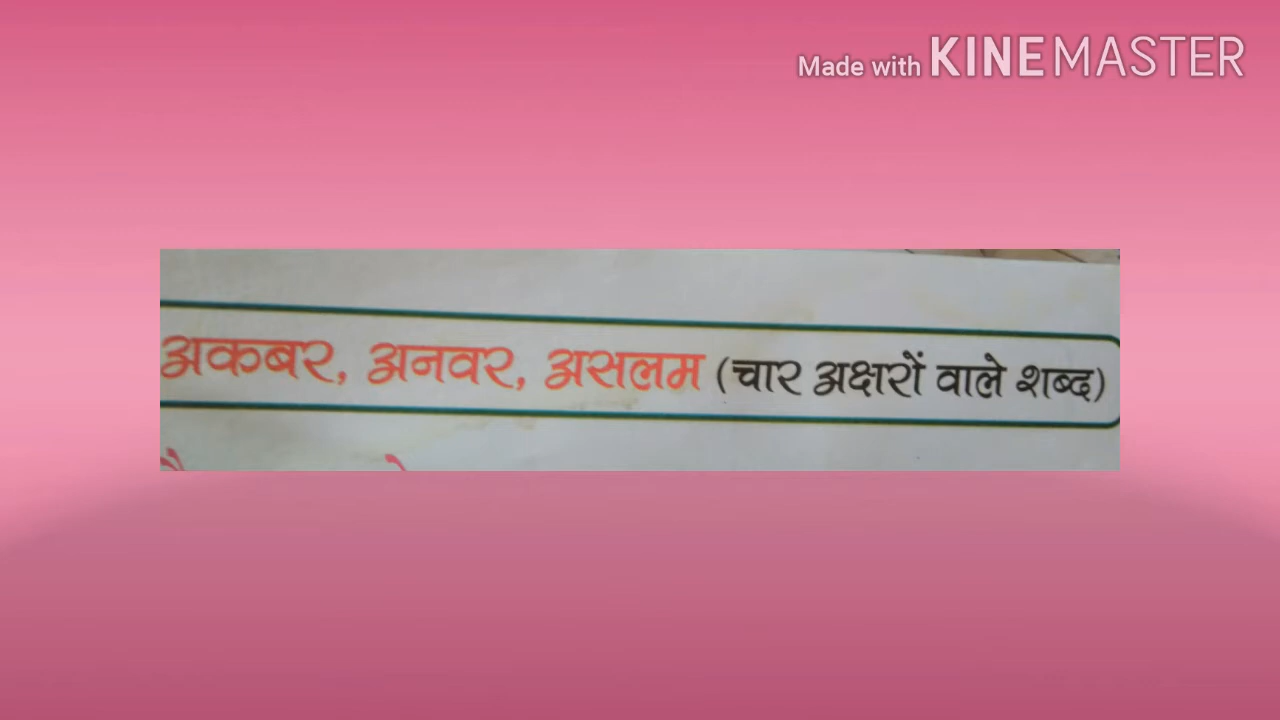 Made with KINEMASTER
अकबर, अनवर, असलम (चार अक्षरों वाले शब्द)